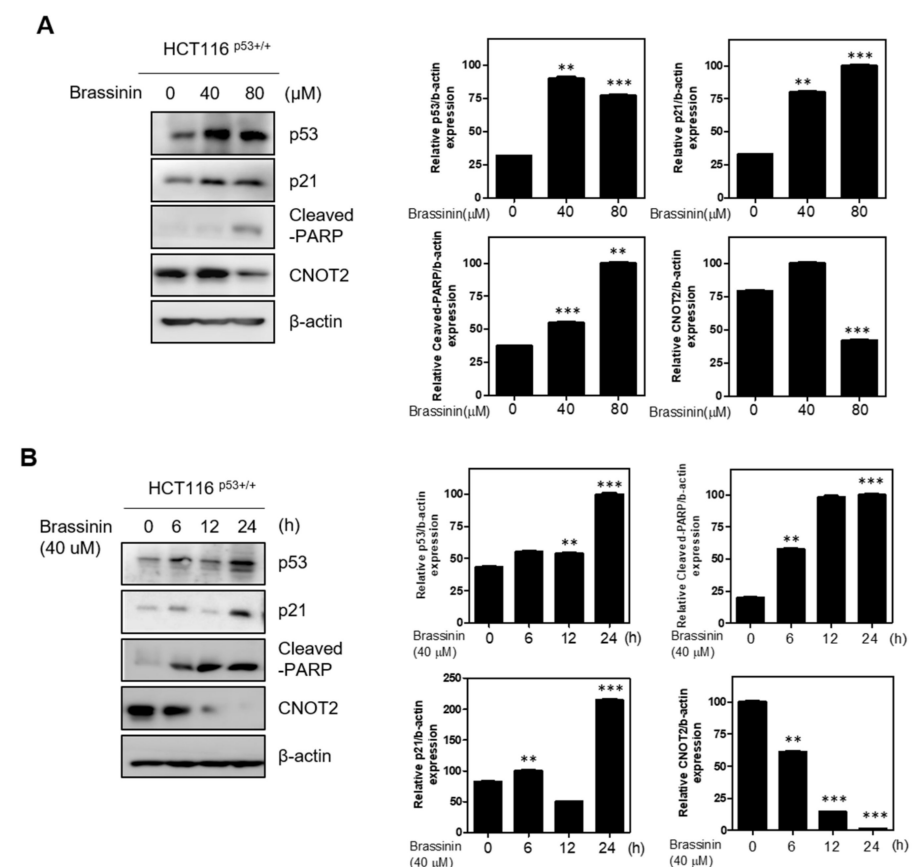 A
HCT116 p53+/+
Brassinin 0 40 80 (μM)
p53
p21
Cleaved
-PARP
CNOT2
β-actin
Relative p53/b-actin
expression
100
75
50
25
0
** ***
Brassinin(μM) 0 40 80
Relative p21/b-actin
expression
100
75
50
25
0
** ***
Brassinin(μM) 0 40 80
Relative Ceaved-PARP/b-actin
expression
100
75
50
25
0
*** **
Brassinin(μM) 0 40 80
Relative CNOT2/b-actin
expression
100
75
50
25
0
***
Brassinin(μM) 0 40 80
B
HCT116 p53+/+
Brassinin
(40 uM)
0 6 12 24 (h)
p53
p21
Cleaved
-PARP
CNOT2
β-actin
Relative p53/b-actin
expression
100
75
50
25
0
** ***
Brassinin
(40 μM)
0 6 12 24 (h)
Relative Cleaved-PARP/b-actin
expression
100
75
50
25
0
** ***
Brassinin
(40 μM)
0 6 12 24 (h)
Relative p21/b-actin
expression
250
200
150
100
50
0
** ***
Brassinin
(40 μM)
0 6 12 24 (h)
Relative CNOT2/b-actin
expression
100
75
50
25
0
** *** ***
Brassinin
(40 μM)
0 6 12 24 (h)